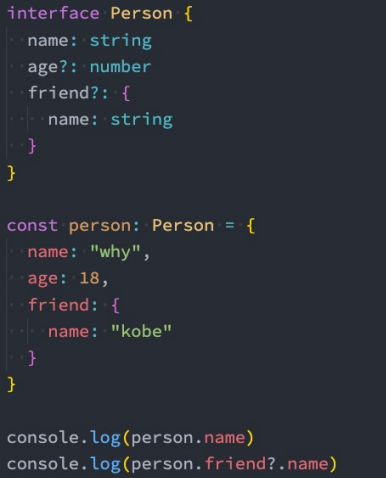 interface Person {
  name: string
  age?: number
  friend?: {
    name: string
  }
}

const person: Person = {
  name: "why",
  age: 18,
  friend: {
    name: "kobe"
  }
}

console.log(person.name)
console.log(person.friend?.name)